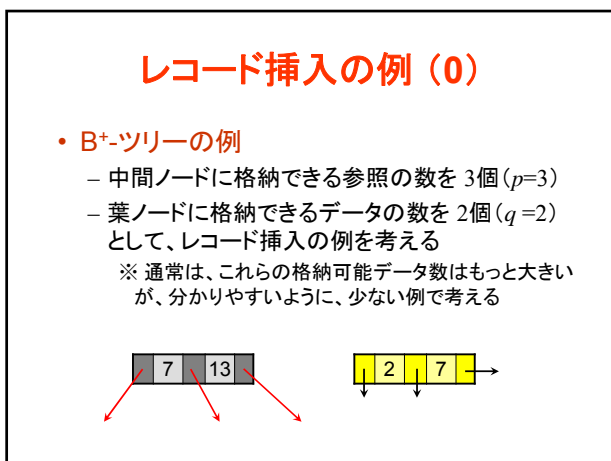 レコード挿入の例（0）
• B+-ツリーの例
– 中間ノードに格納できる参照の数を 3個（p=3）
– 葉ノードに格納できるデータの数を 2個（q =2）
として、レコード挿入の例を考える
※ 通常は、これらの格納可能データ数はもっと大きい
が、分かりやすいように、少ない例で考える
7 13 2 7